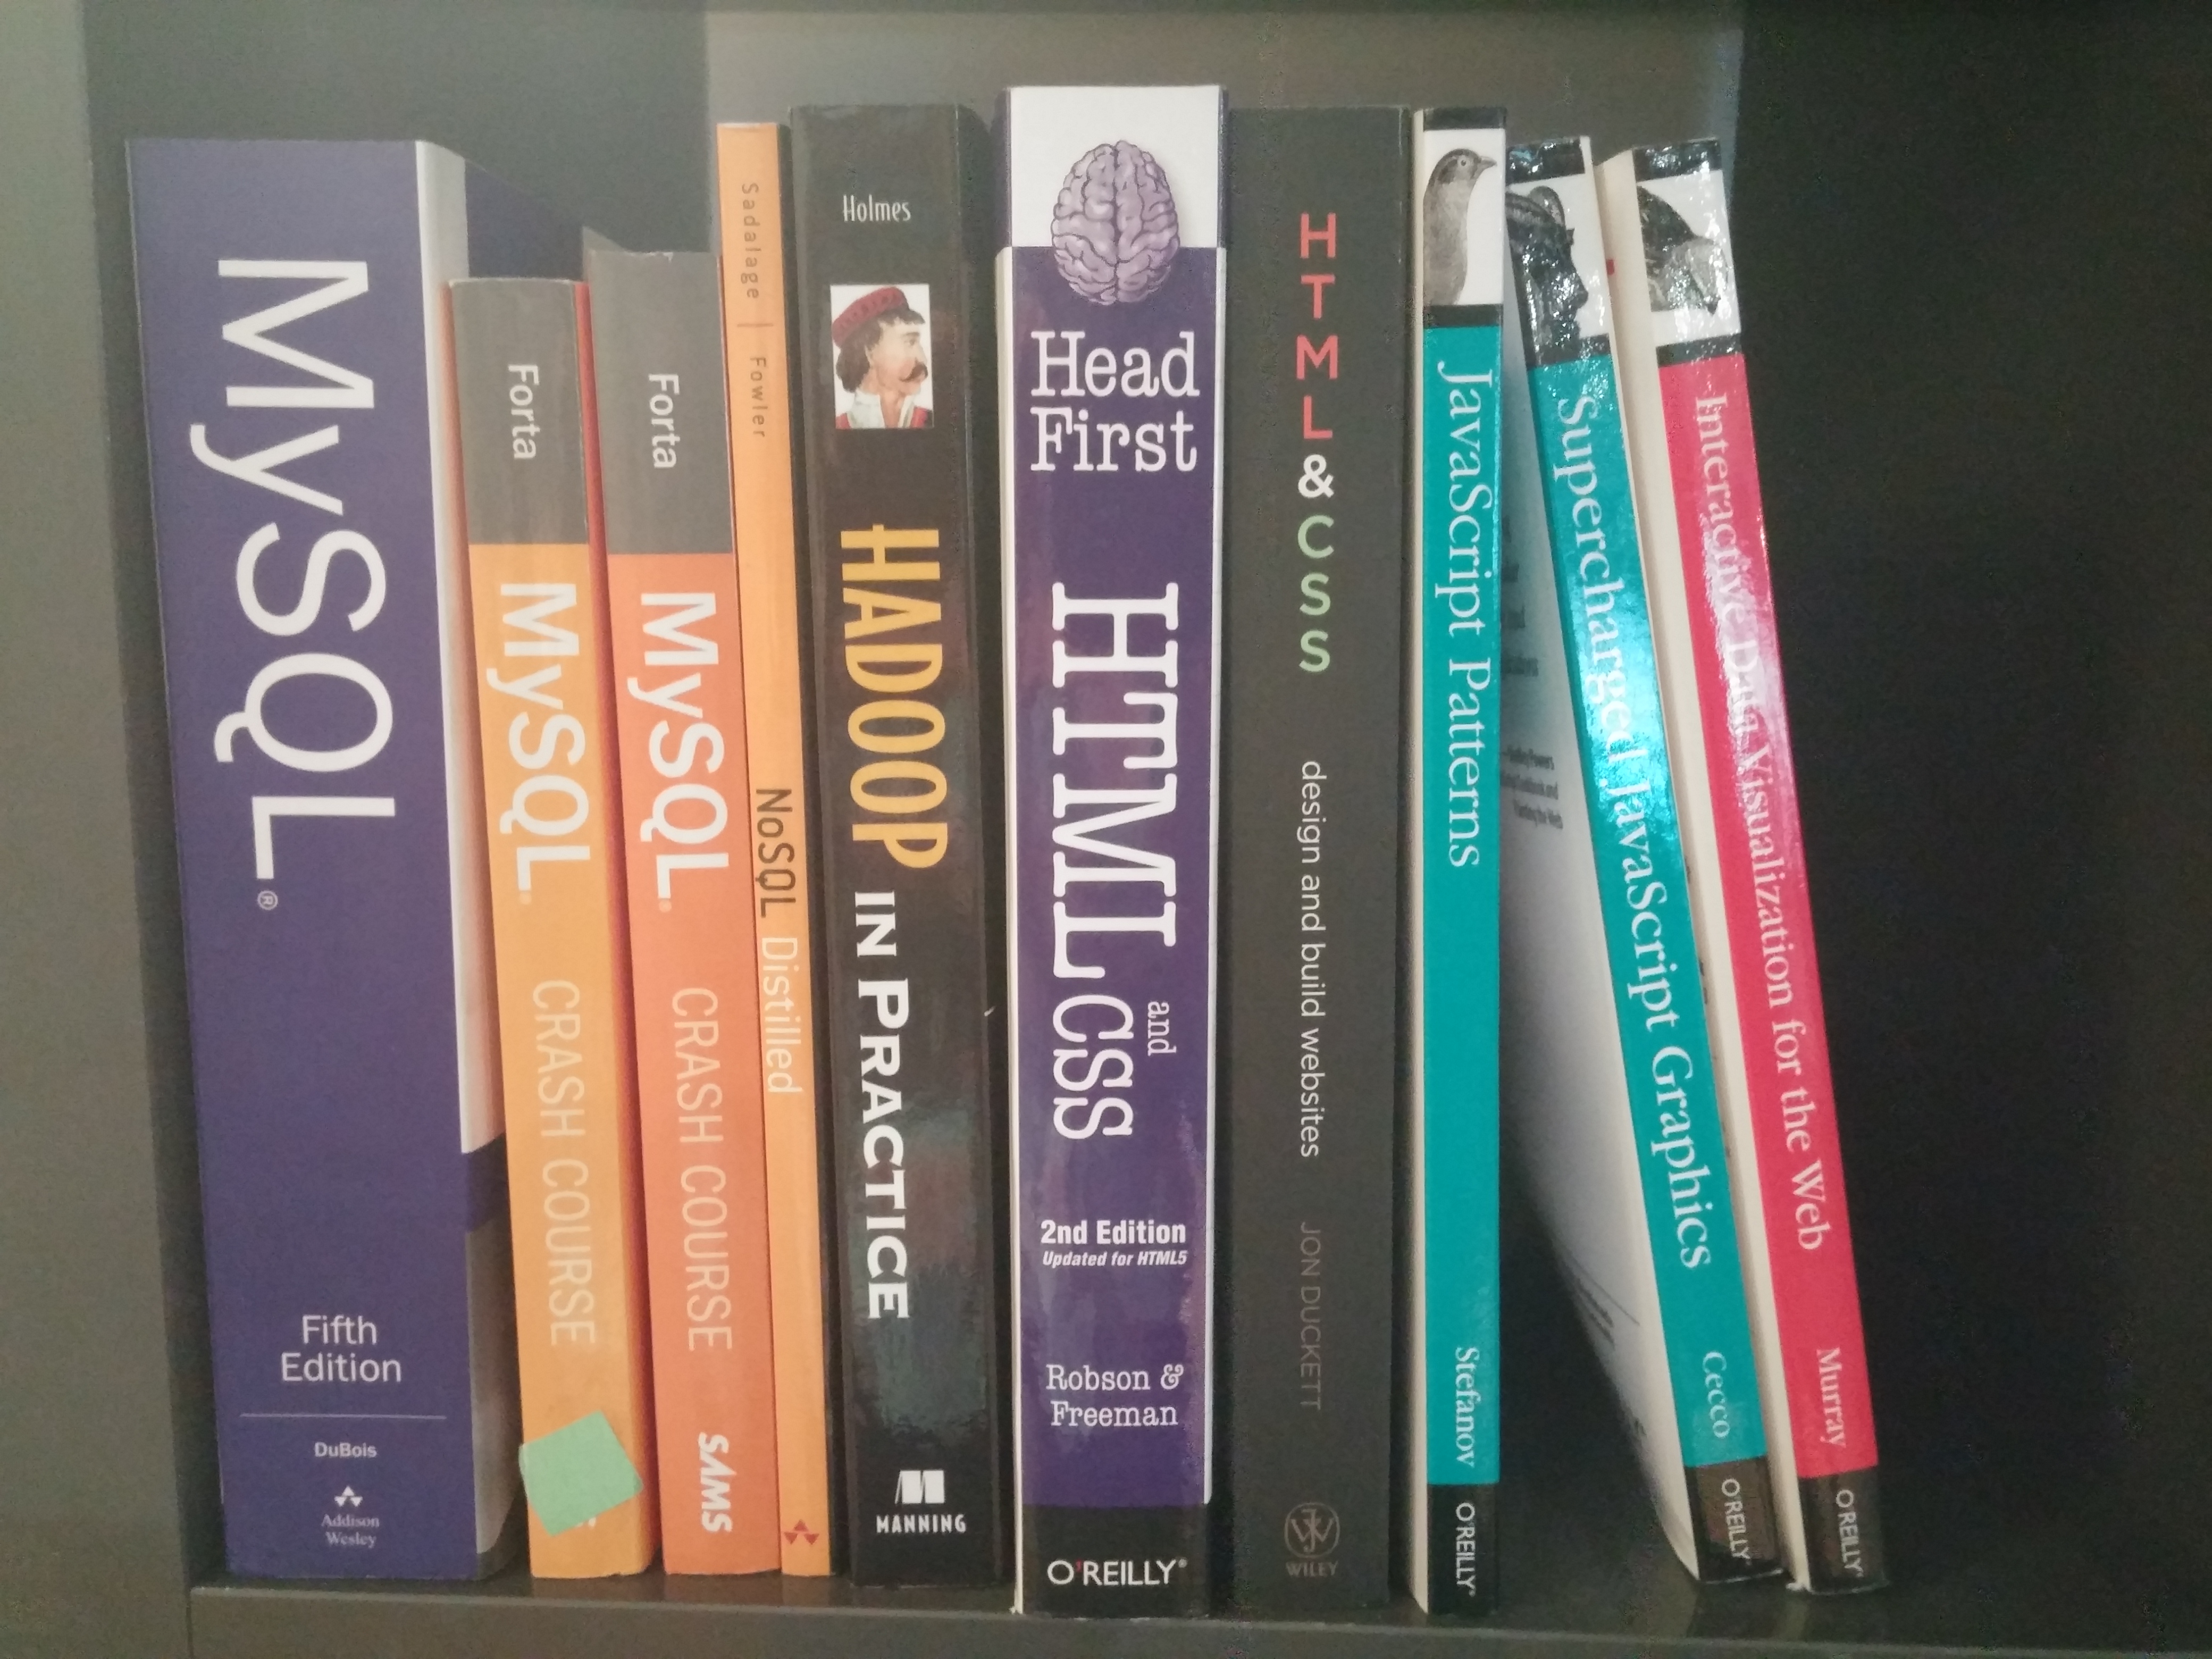 MySQL®
Fifth
Edition
DuBois
Addison
Wesley
Forta
MySQL®
CRASH COURSE
Forta
MySQL®
CRASH COURSE
SAMS
Sadalage | Fowler
NoSQL Distilled
Holmes
HADOOP IN PRACTICE
MANNING
Head
First
HTML and CSS
2nd Edition
Updated for HTML5
Robson &
Freeman
O'REILLY®
HTML & CSS
design and build websites
JON DUCKETT
WILEY
JavaScript Patterns
Stefanov
O'REILLY®
Supercharged JavaScript Graphics
Cecco
O'REILLY
Interactive Data Visualization for the Web
Murray
O'REILLY